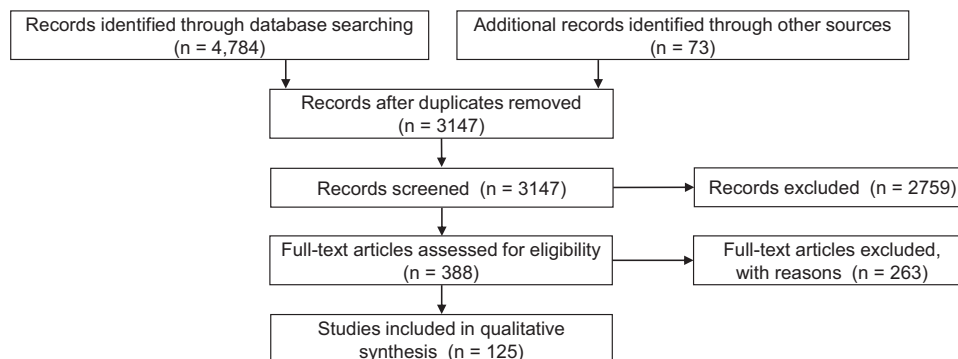 Records identified through database searching
(n = 4,784)
Additional records identified through other sources
(n = 73)
Records after duplicates removed
(n = 3147)
Records screened (n = 3147)
Records excluded (n = 2759)
Full-text articles assessed for eligibility
(n = 388)
Full-text articles excluded,
with reasons (n = 263)
Studies included in qualitative
synthesis (n = 125)